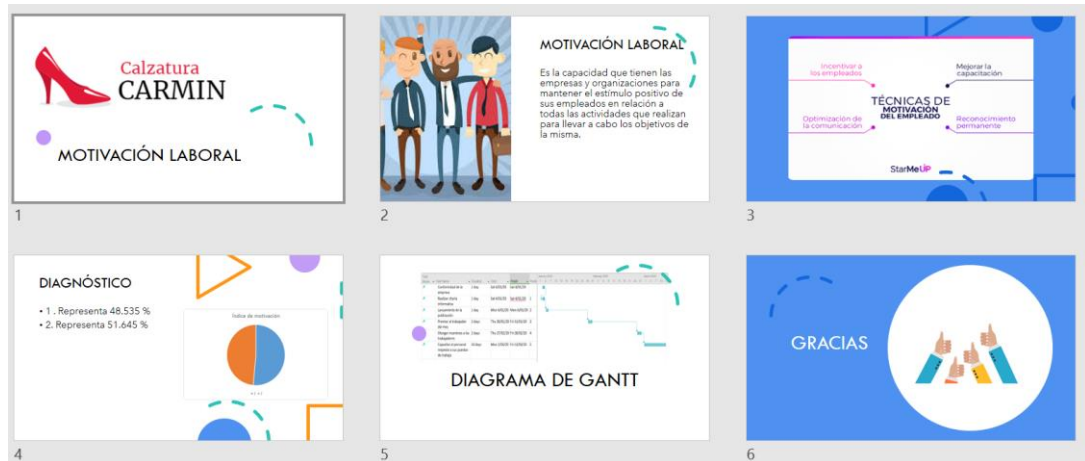 Calzatura
CARMIN
MOTIVACIÓN LABORAL
1
MOTIVACIÓN LABORAL
Es la capacidad que tienen las
empresas y organizaciones para
mantener el estímulo positivo de
sus empleados en relación a
todas las actividades que realizan
para llevar a cabo los objetivos de
la misma.
2
Incentivar a
los empleados
Mejorar la
capacitación
TÉCNICAS DE
MOTIVACIÓN
DEL EMPLEADO
Optimización de
la comunicación
Reconocimiento
permanente
StarMeUP
3
DIAGNÓSTICO
• 1 . Representa 48.535 %
• 2. Representa 51.645 %
Índice de motivación
4
DIAGRAMA DE GANTT
5
GRACIAS
6